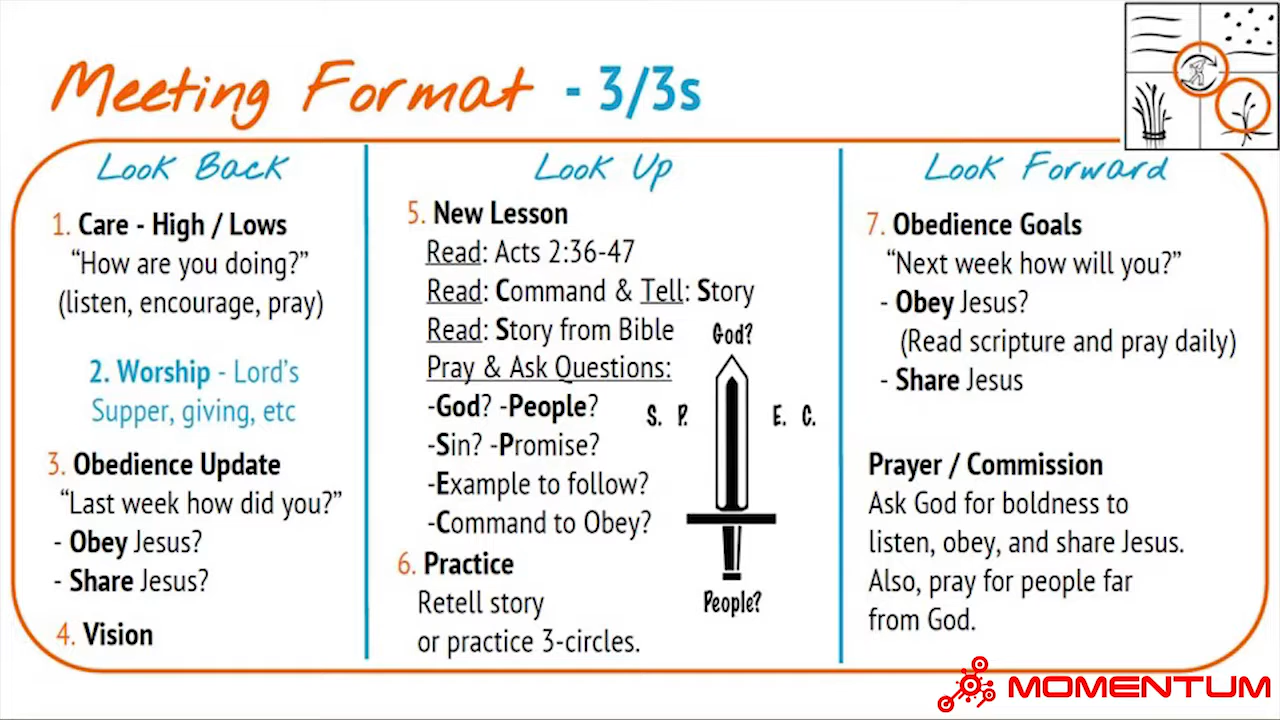 Meeting Format - 3/3s
Look Back
1. Care - High / Lows
“How are you doing?”
(listen, encourage, pray)
2. Worship - Lord’s
Supper, giving, etc
3. Obedience Update
“Last week how did you?”
- Obey Jesus?
- Share Jesus?
4. Vision
Look Up
5. New Lesson
Read: Acts 2:36-47
Read: Command & Tell: Story
Read: Story from Bible
Pray & Ask Questions:
-God? -People?
-Sin? -Promise?
-Example to follow?
-Command to Obey?
God?
S. P. E. C.
People?
6. Practice
Retell story
or practice 3-circles.
Look Forward
7. Obedience Goals
“Next week how will you?”
- Obey Jesus?
(Read scripture and pray daily)
- Share Jesus
Prayer / Commission
Ask God for boldness to
listen, obey, and share Jesus.
Also, pray for people far
from God.
MOMENTUM